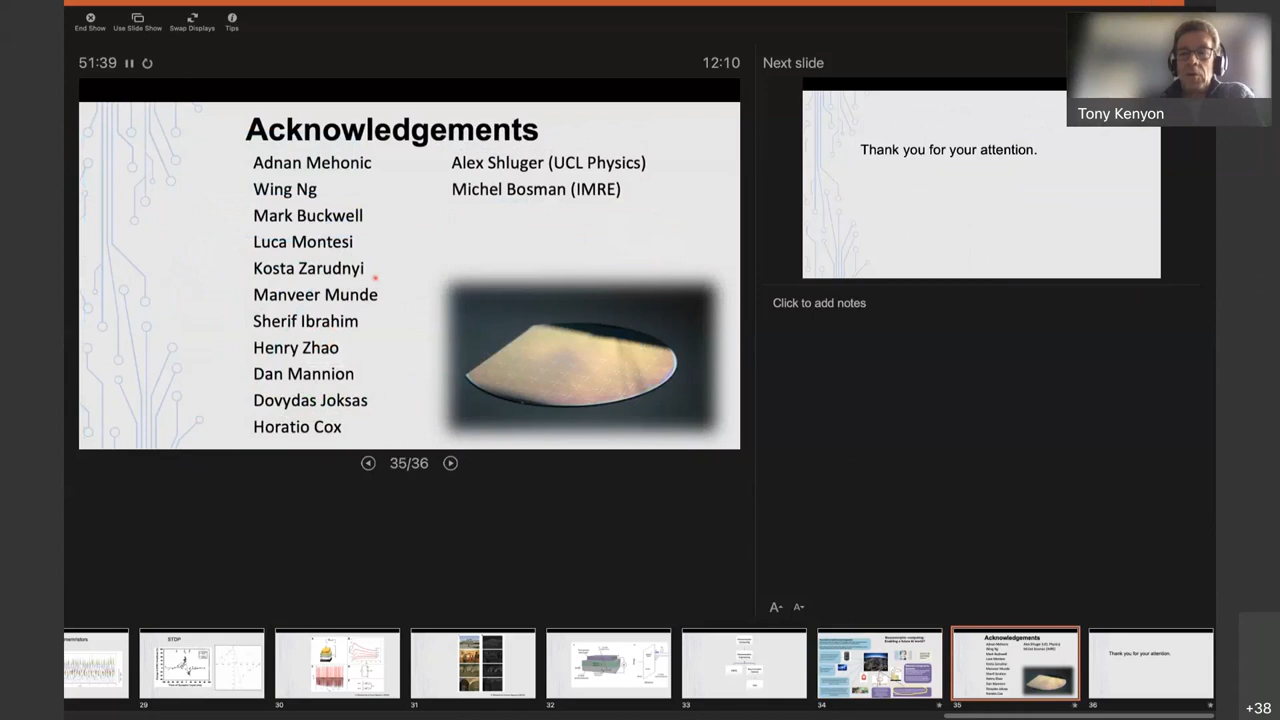 End Show
Use Slide Show
Swap Displays
Tips
51:39
12:10
Next slide
Acknowledgements
Adnan Mehonic
Wing Ng
Mark Buckwell
Luca Montesi
Kosta Zarudnyi
Manveer Munde
Sherif Ibrahim
Henry Zhao
Dan Mannion
Dovydas Joksas
Horatio Cox
Alex Shluger (UCL Physics)
Michel Bosman (IMRE)
35/36
Thank you for your attention.
Tony Kenyon
Click to add notes
STDP
29
30
31
32
33
34
Acknowledgements
35
Thank you for your attention.
36
+38